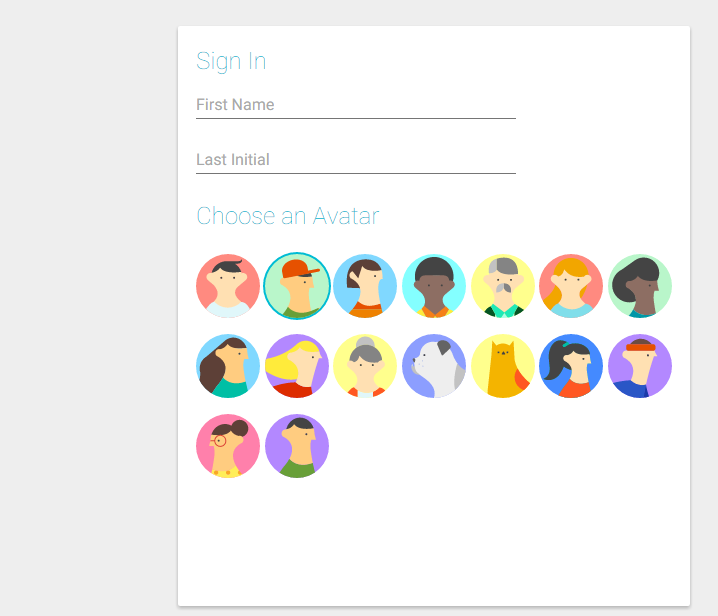 Sign In
First Name
Last Initial
Choose an Avatar